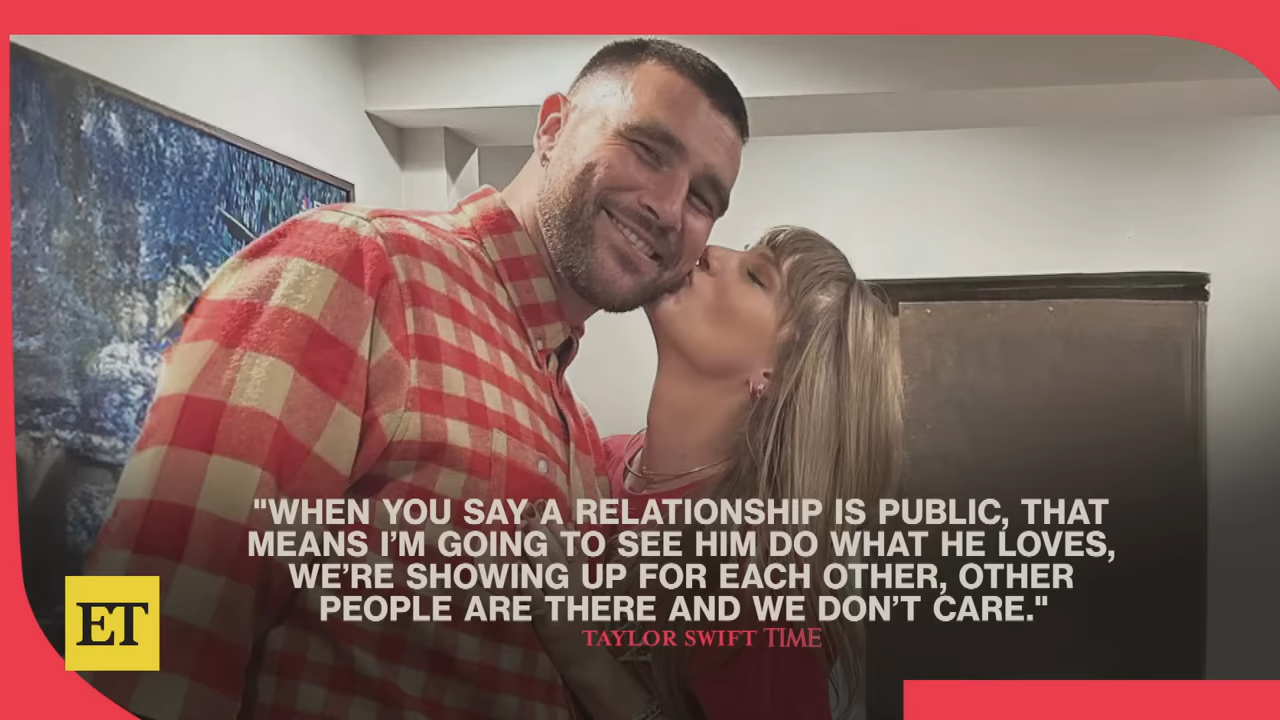 "WHEN YOU SAY A RELATIONSHIP IS PUBLIC, THAT
MEANS I'M GOING TO SEE HIM DO WHAT HE LOVES,
WE'RE SHOWING UP FOR EACH OTHER, OTHER
PEOPLE ARE THERE AND WE DON'T CARE."
TAYLOR SWIFT TIME
ET